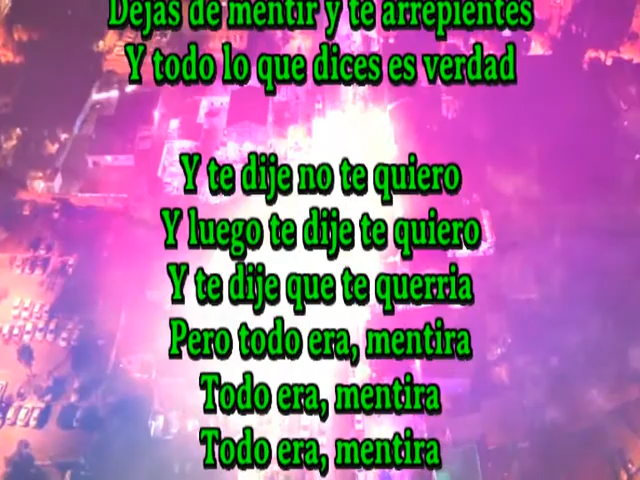 Dejas de mentir y te arrepientes
Y todo lo que dices es verdad
Y te dije no te quiero
Y luego te dije te quiero
Y te dije que te querria
Pero todo era, mentira
Todo era, mentira
Todo era, mentira